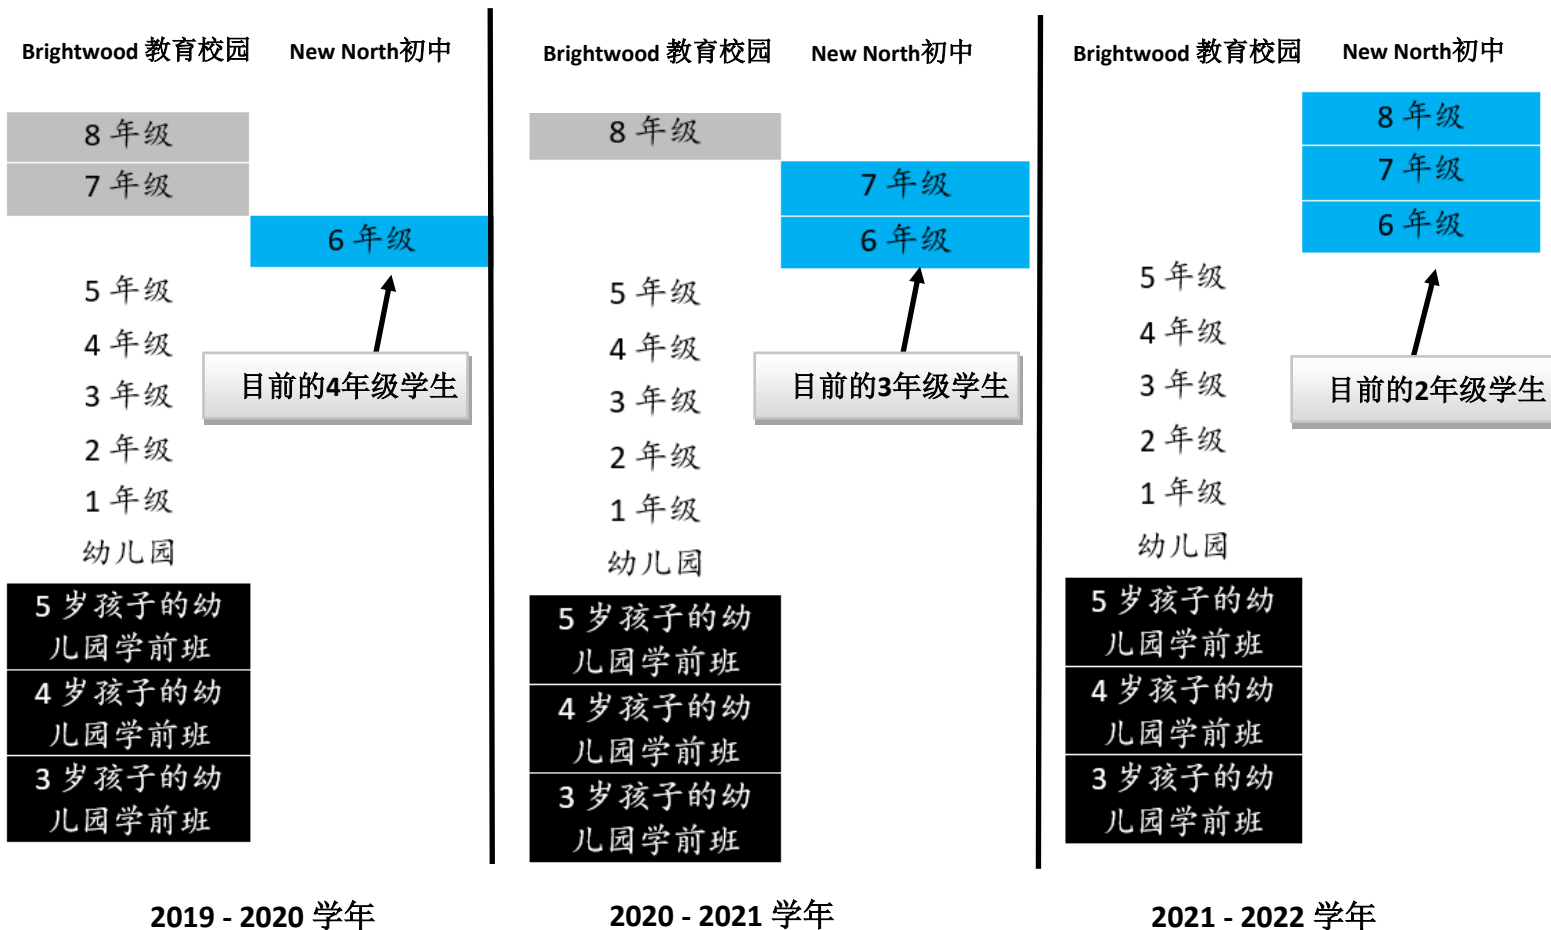 Brightwood 教育校园
New North初中
8 年级
7 年级
6 年级
5 年级
4 年级
目前的4年级学生
3 年级
2 年级
1 年级
幼儿园
5 岁孩子的幼
儿园学前班
4 岁孩子的幼
儿园学前班
3 岁孩子的幼
儿园学前班
2019 - 2020 学年
Brightwood 教育校园
New North初中
8 年级
7 年级
6 年级
5 年级
4 年级
目前的3年级学生
3 年级
2 年级
1 年级
幼儿园
5 岁孩子的幼
儿园学前班
4 岁孩子的幼
儿园学前班
3 岁孩子的幼
儿园学前班
2020 - 2021 学年
Brightwood 教育校园
New North初中
8 年级
7 年级
6 年级
5 年级
4 年级
3 年级
目前的2年级学生
2 年级
1 年级
幼儿园
5 岁孩子的幼
儿园学前班
4 岁孩子的幼
儿园学前班
3 岁孩子的幼
儿园学前班
2021 - 2022 学年